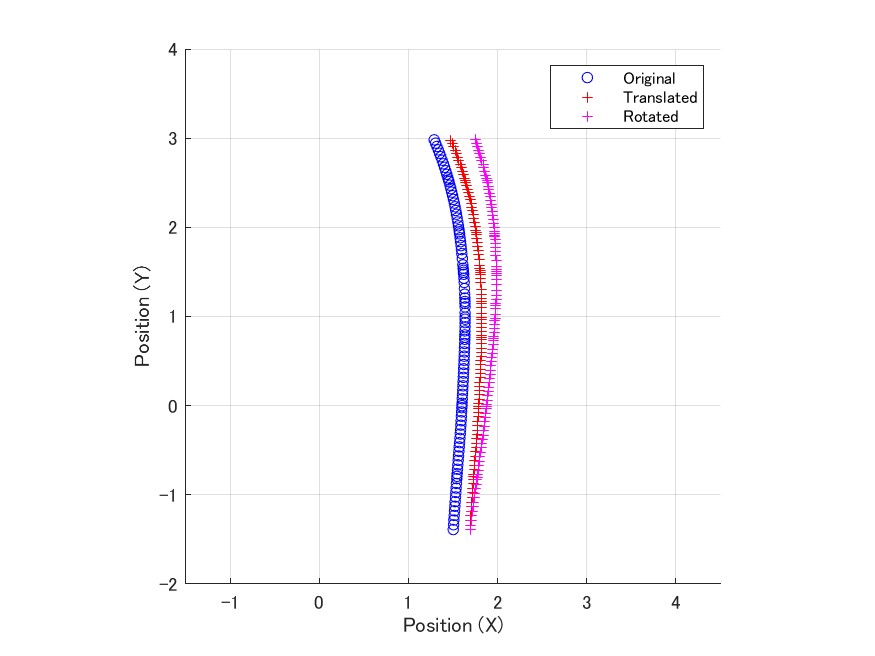 4
3
2
1
0
−1
−2
−1
0
1
2
3
4
Position (X)
Position (Y)
Original
Translated
Rotated